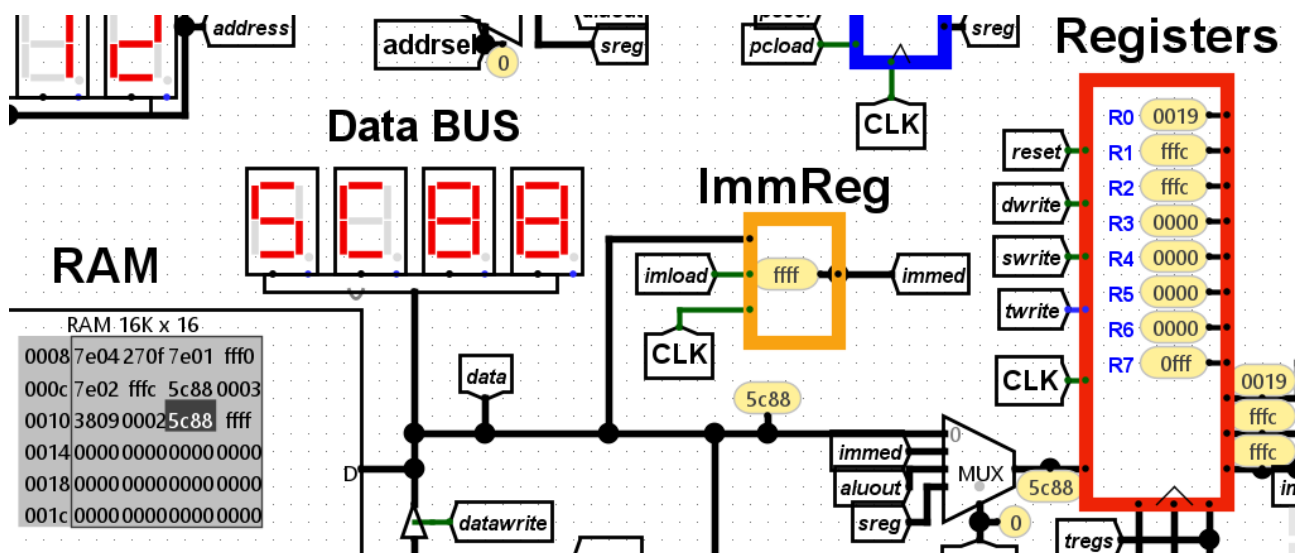 address
addrsel
0
sreg
pcload
sreg
CLK
Registers
Data BUS
5C88
ImmReg
imload
ffff
immed
CLK
reset
dwrite
swrite
twrite
CLK
R0 0019
R1 fffc
R2 fffc
R3 0000
R4 0000
R5 0000
R6 0000
R7 0fff
0019
fffc
fffc
RAM
RAM 16K x 16
0008 7e04 270f 7e01 fff0
000c 7e02 fffc 5c88 0003
0010 3809 0002 5c88 ffff
0014 0000 0000 0000 0000
0018 0000 0000 0000 0000
001c 0000 0000 0000 0000
data
D
datawrite
5c88
immed
aluout
sreg
0
MUX
5c88
0
tregs